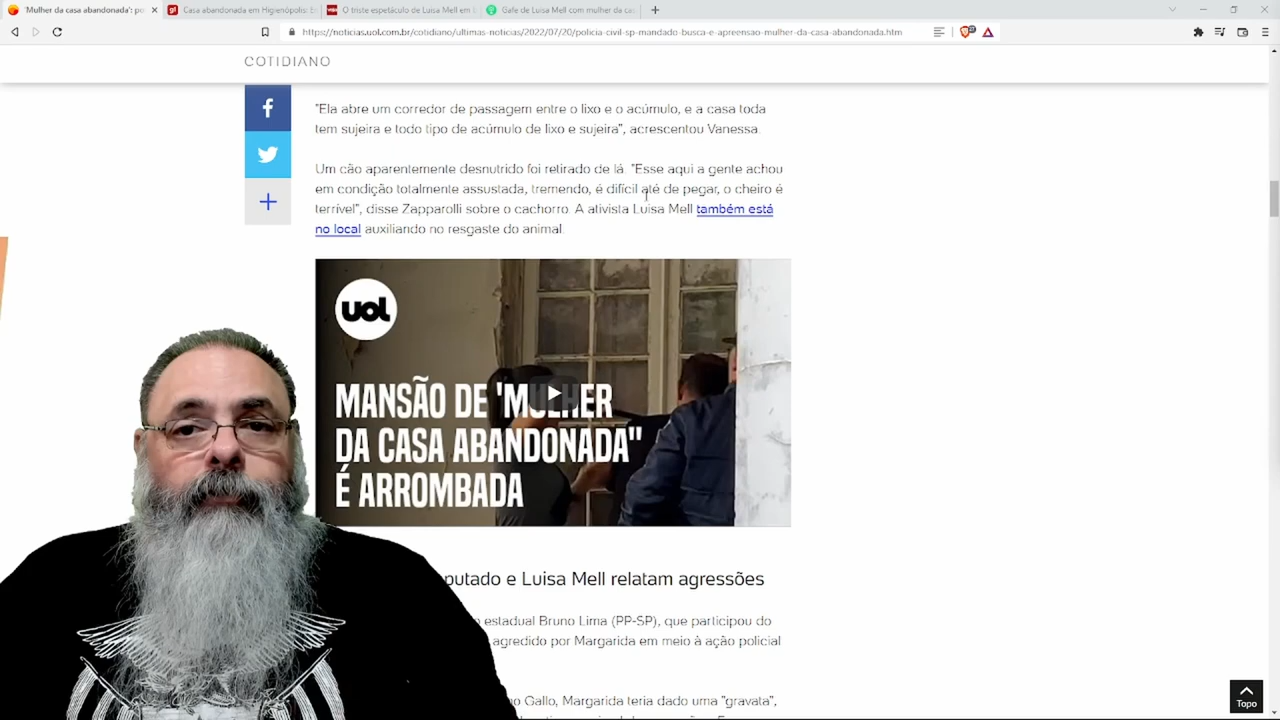 'Mulher da casa abandonada': po
Casa abandonada em Higienópolis: E
O triste espetáculo de Luisa Mell em t
Gafe de Luisa Mell com mulher da ca
https://noticias.uol.com.br/cotidiano/ultimas-noticias/2022/07/20/policia-civil-sp-mandado-busca-e-apreensao-mulher-da-casa-abandonada.htm
COTIDIANO
"Ela abre um corredor de passagem entre o lixo e o acúmulo, e a casa toda
tem sujeira e todo tipo de acúmulo de lixo e sujeira", acrescentou Vanessa.
Um cão aparentemente desnutrido foi retirado de lá. "Esse aqui a gente achou
em condição totalmente assustada, tremendo, é difícil até de pegar, o cheiro é
terrível", disse Zapparolli sobre o cachorro. A ativista Luisa Mell também está
no local auxiliando no resgaste do animal.
uol
MANSÃO DE 'MULHER
DA CASA ABANDONADA"
É ARROMBADA
putado e Luisa Mell relatam agressões
estadual Bruno Lima (PP-SP), que participou do
agredido por Margarida em meio à ação policial
o Gallo, Margarida teria dado uma "gravata",
Topo